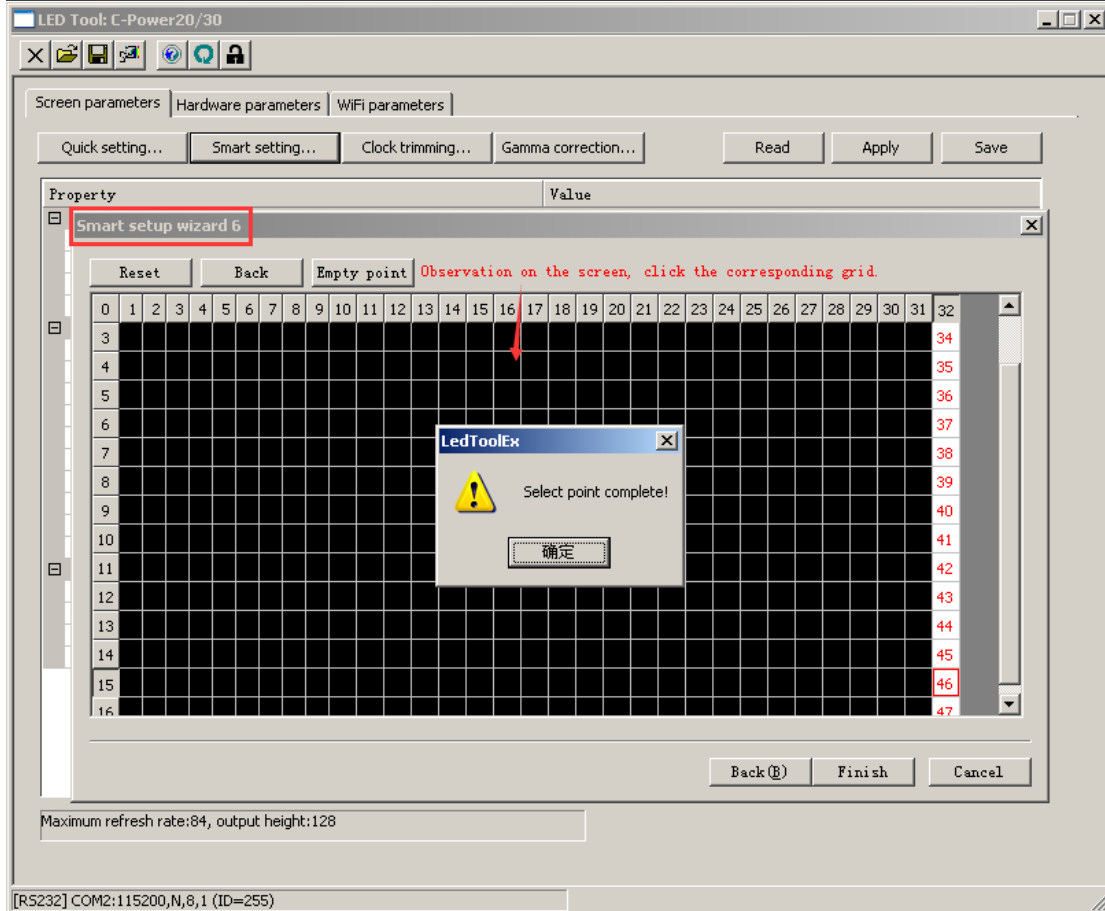 LED Tool: C-Power20/30
Screen parameters Hardware parameters WiFi parameters
Quick setting... Smart setting... Clock trimming... Gamma correction... Read Apply Save
Property Value
Smart setup wizard 6
Reset Back Empty point Observation on the screen, click the corresponding grid.
0 1 2 3 4 5 6 7 8 9 10 11 12 13 14 15 16 17 18 19 20 21 22 23 24 25 26 27 28 29 30 31 32
3 34
4 35
5 36
6 37
LedToolEx
7 38
8 39
Select point complete!
9 40
10 41
确定
11 42
12 43
13 44
14 45
15 46
16 47
Back(B) Finish Cancel
Maximum refresh rate:84, output height:128
[RS232] COM2:115200,N,8,1 (ID=255)